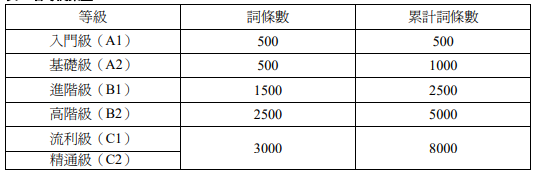 等級 詞條數 累計詞條數
入門級（A1） 500 500
基礎級（A2） 500 1000
進階級（B1） 1500 2500
高階級（B2） 2500 5000
流利級（C1） 3000 8000
精通級（C2）